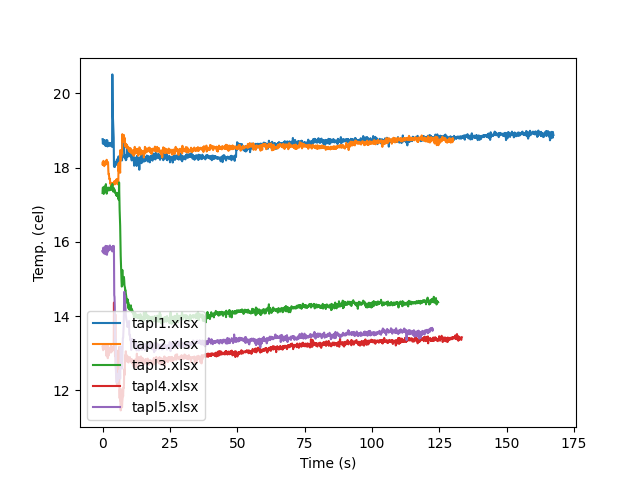 20
18
16
14
12
Temp. (cel)
tapl1.xlsx
tapl2.xlsx
tapl3.xlsx
tapl4.xlsx
tapl5.xlsx
0 25 50 75 100 125 150 175
Time (s)